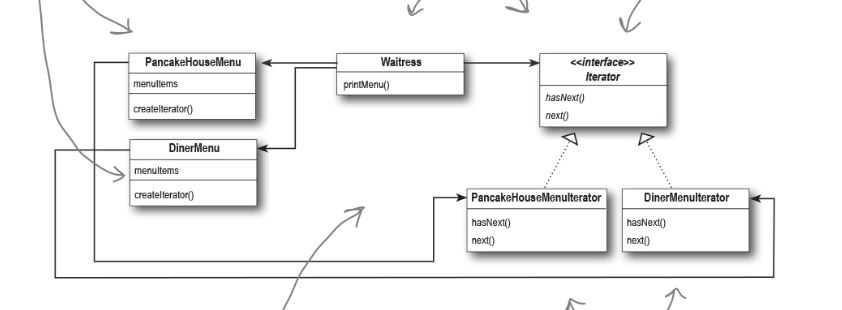 PancakeHouseMenu
menuItems
createIterator()
Waitress
printMenu()
<<interface>>
Iterator
hasNext()
next()
DinerMenu
menuItems
createIterator()
PancakeHouseMenuIterator
hasNext()
next()
DinerMenuIterator
hasNext()
next()